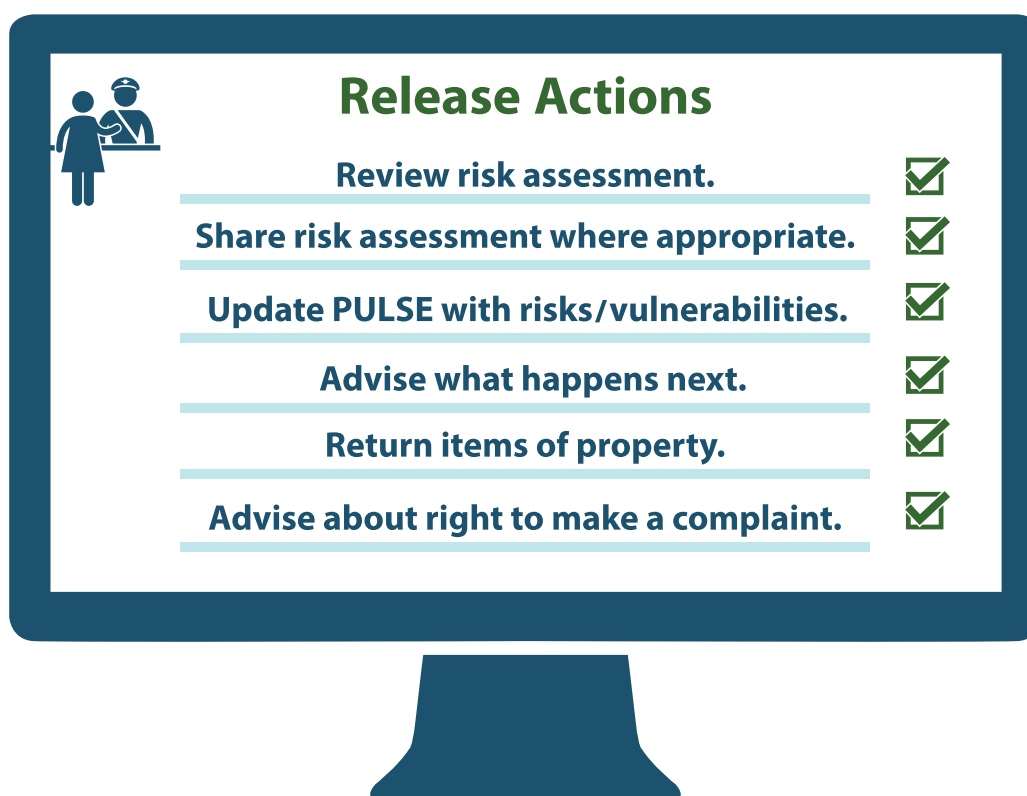 Release Actions
Review risk assessment.
Share risk assessment where appropriate.
Update PULSE with risks/vulnerabilities.
Advise what happens next.
Return items of property.
Advise about right to make a complaint.